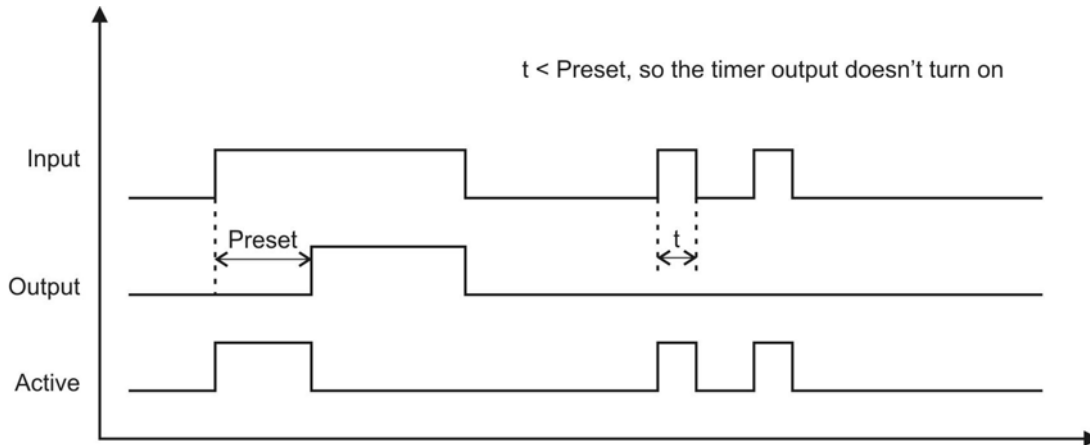 t < Preset, so the timer output doesn’t turn on
Input
Preset
t
Output
Active